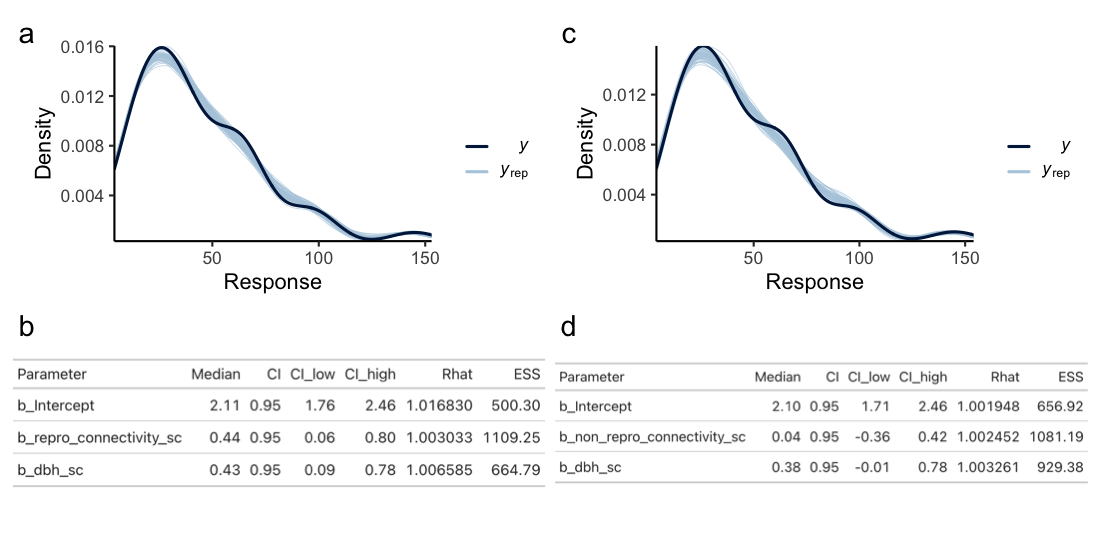 a
0.016
0.012
0.008
0.004
Density
50 100 150
Response
y
yrep
b
Parameter Median CI CI_low CI_high Rhat ESS
b_Intercept 2.11 0.95 1.76 2.46 1.016830 500.30
b_repro_connectivity_sc 0.44 0.95 0.06 0.80 1.003033 1109.25
b_dbh_sc 0.43 0.95 0.09 0.78 1.006585 664.79
c
0.012
0.008
0.004
Density
50 100 150
Response
y
yrep
d
Parameter Median CI CI_low CI_high Rhat ESS
b_Intercept 2.10 0.95 1.71 2.46 1.001948 656.92
b_non_repro_connectivity_sc 0.04 0.95 -0.36 0.42 1.002452 1081.19
b_dbh_sc 0.38 0.95 -0.01 0.78 1.003261 929.38